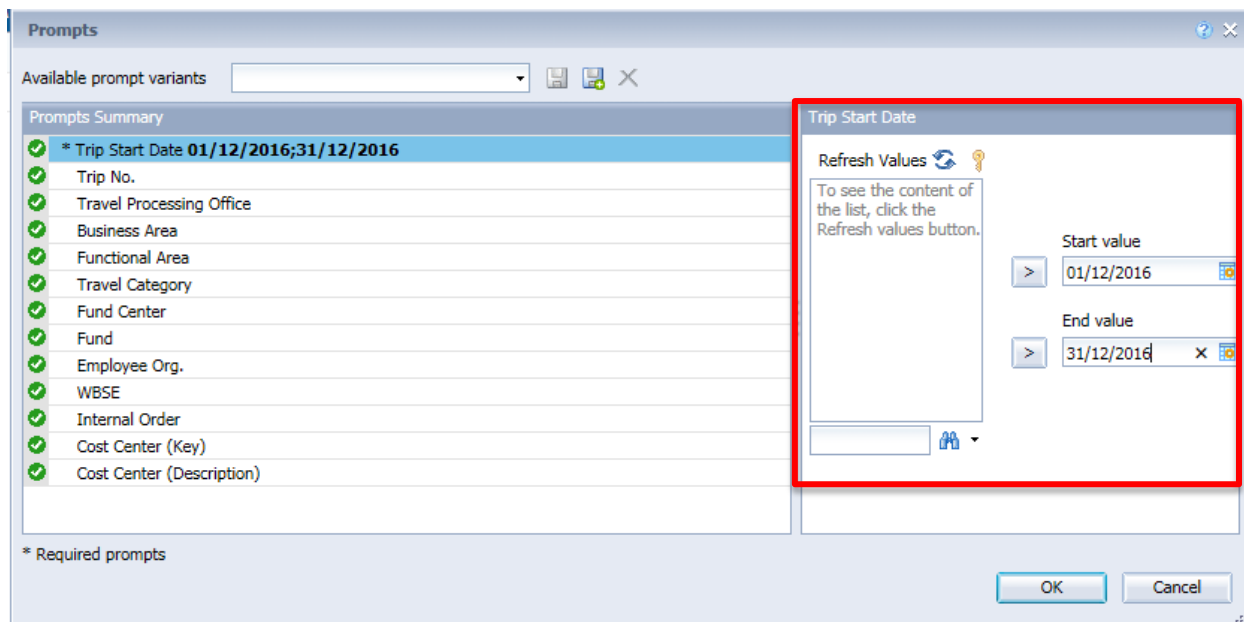 Prompts
Available prompt variants
Prompts Summary
* Trip Start Date 01/12/2016;31/12/2016
Trip No.
Travel Processing Office
Business Area
Functional Area
Travel Category
Fund Center
Fund
Employee Org.
WBSE
Internal Order
Cost Center (Key)
Cost Center (Description)
Trip Start Date
Refresh Values
To see the content of
the list, click the
Refresh values button.
Start value
> 01/12/2016
End value
> 31/12/2016
* Required prompts
OK Cancel